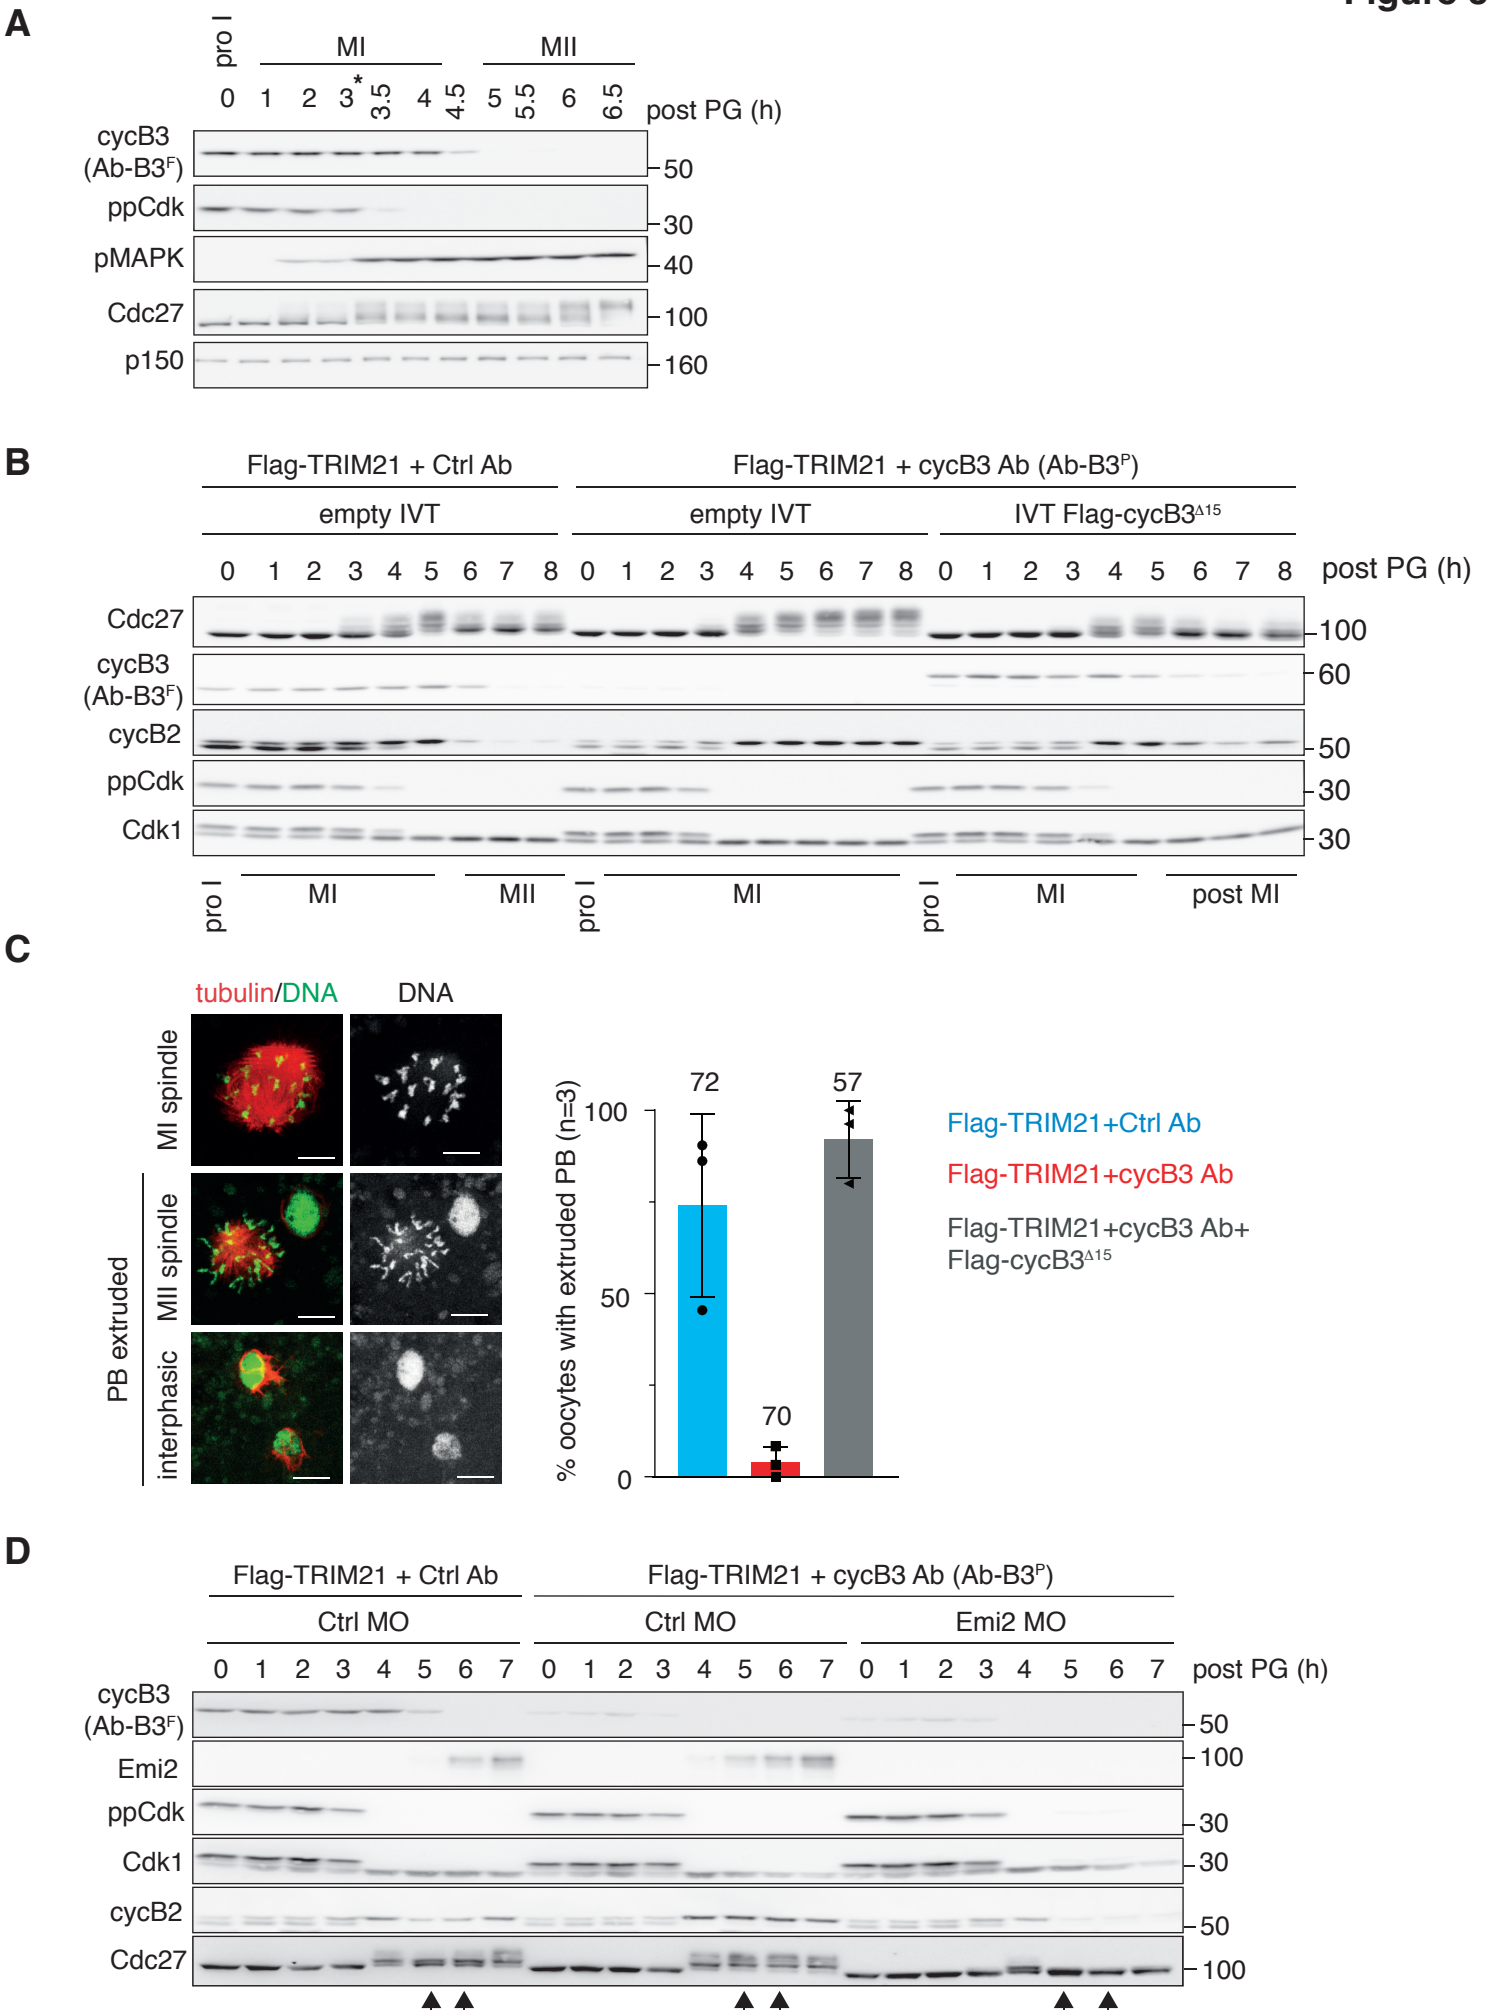 A
pro I
MI
MII
0 1 2 3* 3.5 4 4.5 5 5.5 6 6.5 post PG (h)
cycB3
(Ab-B3F)
50
ppCdk
30
pMAPK
40
Cdc27
100
p150
160
B
Flag-TRIM21 + Ctrl Ab
Flag-TRIM21 + cycB3 Ab (Ab-B3P)
empty IVT
empty IVT
IVT Flag-cycB3Δ15
0 1 2 3 4 5 6 7 8 0 1 2 3 4 5 6 7 8 0 1 2 3 4 5 6 7 8 post PG (h)
Cdc27
100
cycB3
(Ab-B3F)
60
cycB2
50
ppCdk
30
Cdk1
30
pro I
MI
MII
pro I
MI
pro I
MI
post MI
C
tubulin/DNA
DNA
MI spindle
MII spindle
interphasic
PB extruded
% oocytes with extruded PB (n=3)
100
50
0
72
70
57
Flag-TRIM21+Ctrl Ab
Flag-TRIM21+cycB3 Ab
Flag-TRIM21+cycB3 Ab+
Flag-cycB3Δ15
D
Flag-TRIM21 + Ctrl Ab
Flag-TRIM21 + cycB3 Ab (Ab-B3P)
Ctrl MO
Ctrl MO
Emi2 MO
0 1 2 3 4 5 6 7 0 1 2 3 4 5 6 7 0 1 2 3 4 5 6 7 post PG (h)
cycB3
(Ab-B3F)
50
Emi2
100
ppCdk
30
Cdk1
30
cycB2
50
Cdc27
100